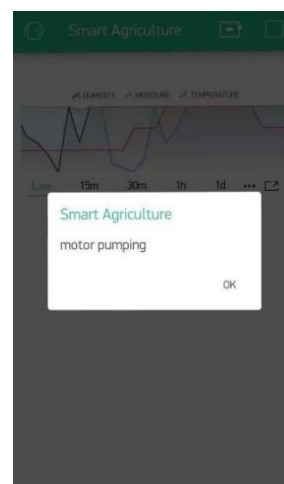 Smart Agriculture
HUMIDITY MOISTURE TEMPERATURE
Live 15m 30m 1h 1d •••
Smart Agriculture
motor pumping
OK